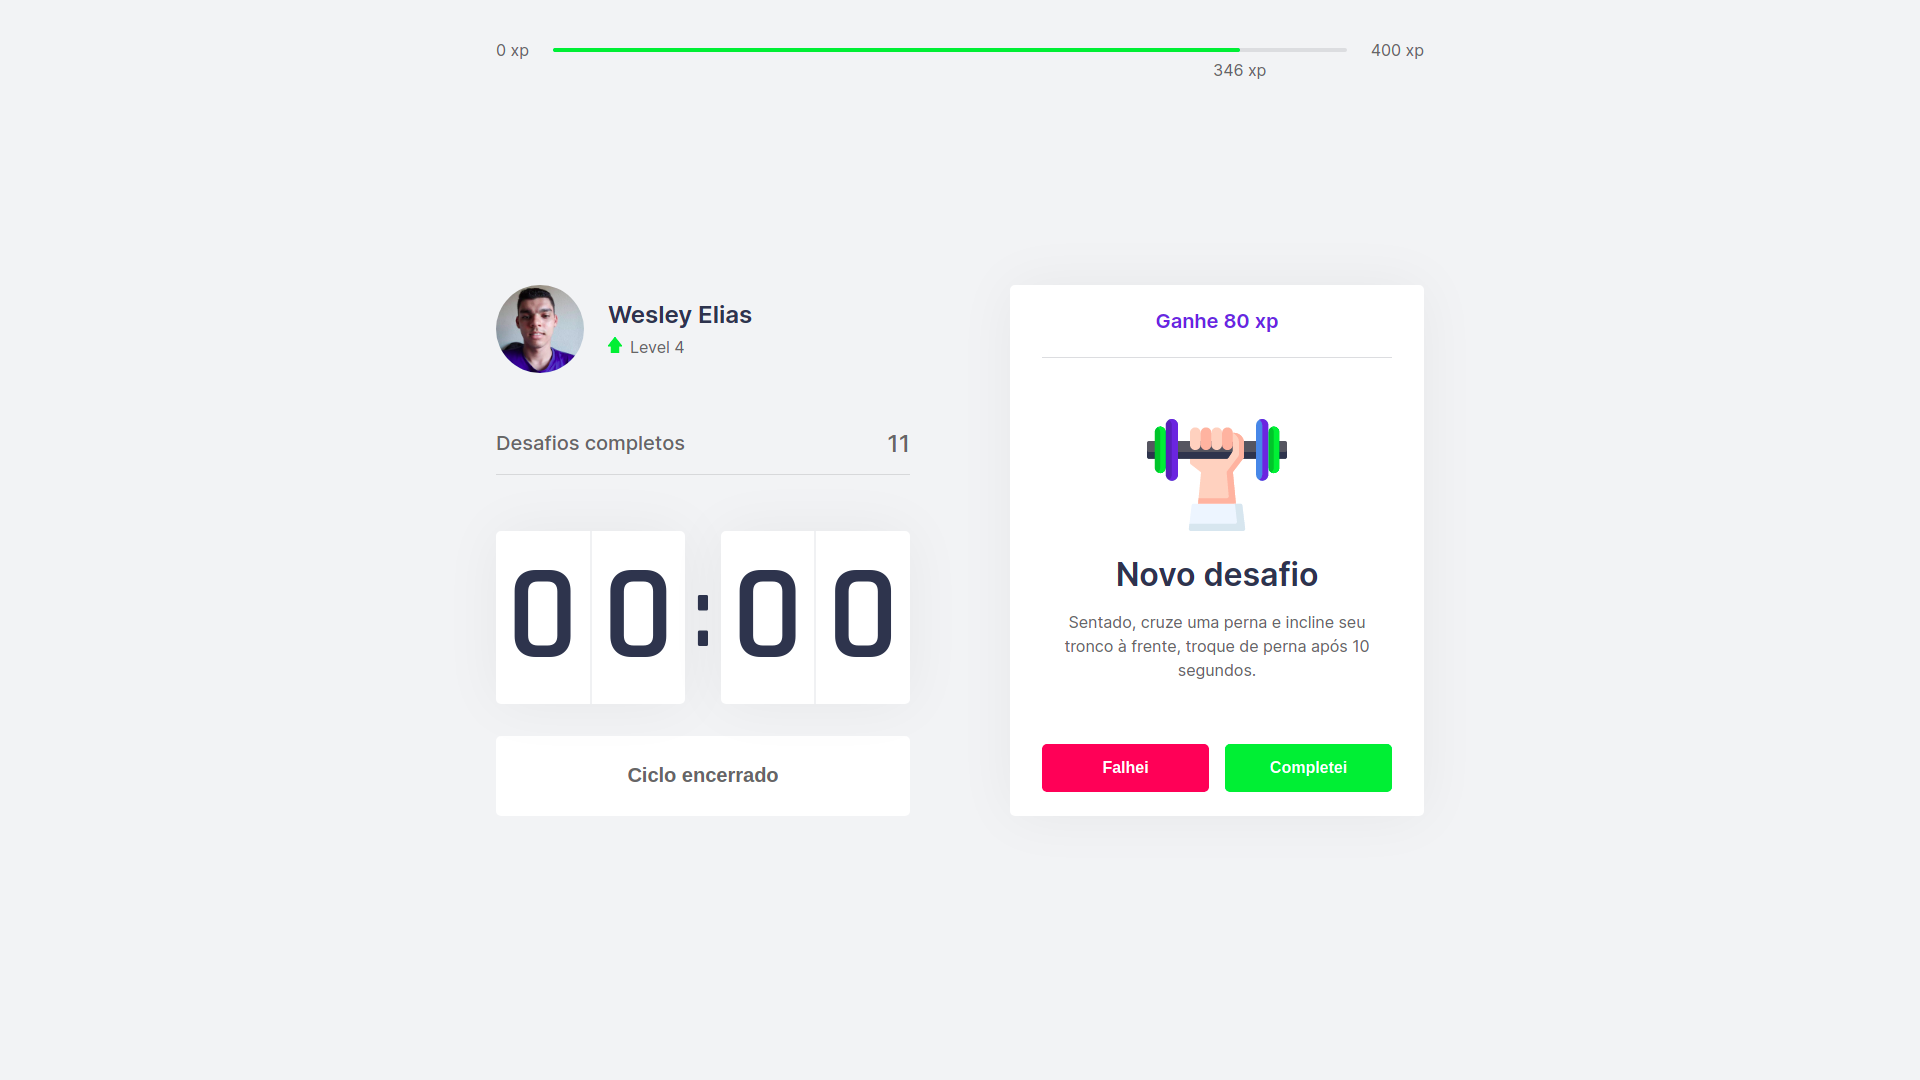 0 xp
400 xp
346 xp
Wesley Elias
Level 4
Desafios completos
11
00:00
Ciclo encerrado
Ganhe 80 xp
Novo desafio
Sentado, cruze uma perna e incline seu
tronco à frente, troque de perna após 10
segundos.
Falhei
Completei